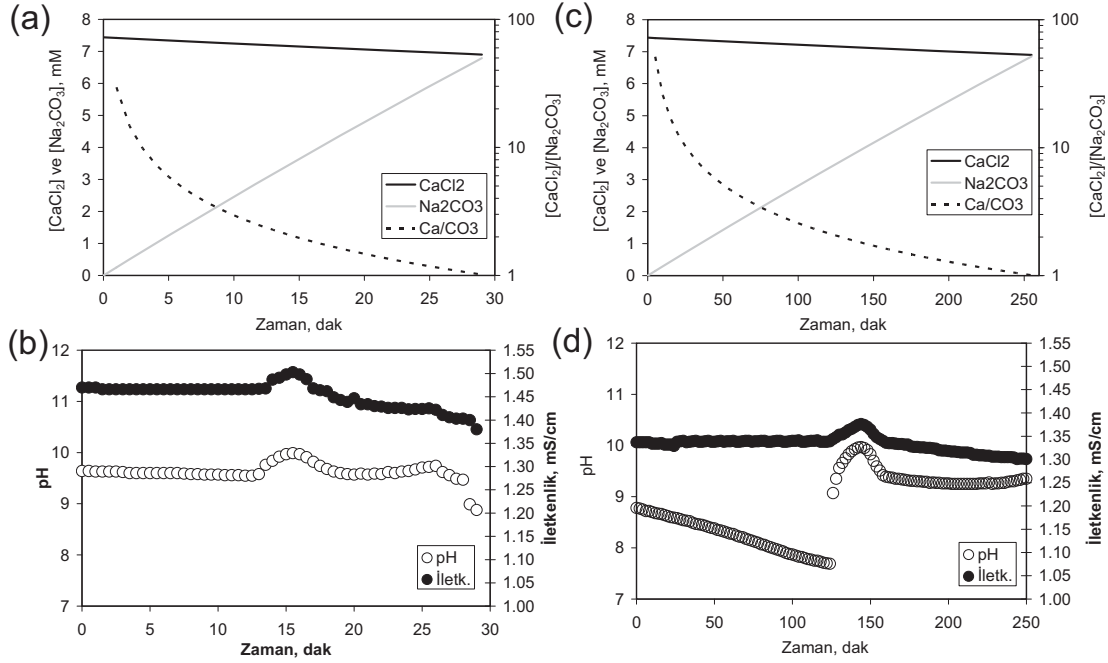 (a)
8
7
6
5
4
3
2
1
0
[CaCl₂] ve [Na₂CO₃], mM
100
10
1
[CaCl₂]/[Na₂CO₃]
CaCl2
Na2CO3
Ca/CO3
0 5 10 15 20 25 30
Zaman, dak
(c)
8
7
6
5
4
3
2
1
0
[CaCl₂] ve [Na₂CO₃], mM
100
10
1
[CaCl₂]/[Na₂CO₃]
CaCl2
Na2CO3
Ca/CO3
0 50 100 150 200 250
Zaman, dak
(b)
12
11
10
9
8
7
pH
1.55
1.50
1.45
1.40
1.35
1.30
1.25
1.20
1.15
1.10
1.05
1.00
İletkenlik, mS/cm
pH
İletk.
0 5 10 15 20 25 30
Zaman, dak
(d)
12
11
10
9
8
7
pH
1.55
1.50
1.45
1.40
1.35
1.30
1.25
1.20
1.15
1.10
1.05
1.00
İletkenlik, mS/cm
pH
İletk.
0 50 100 150 200 250
Zaman, dak